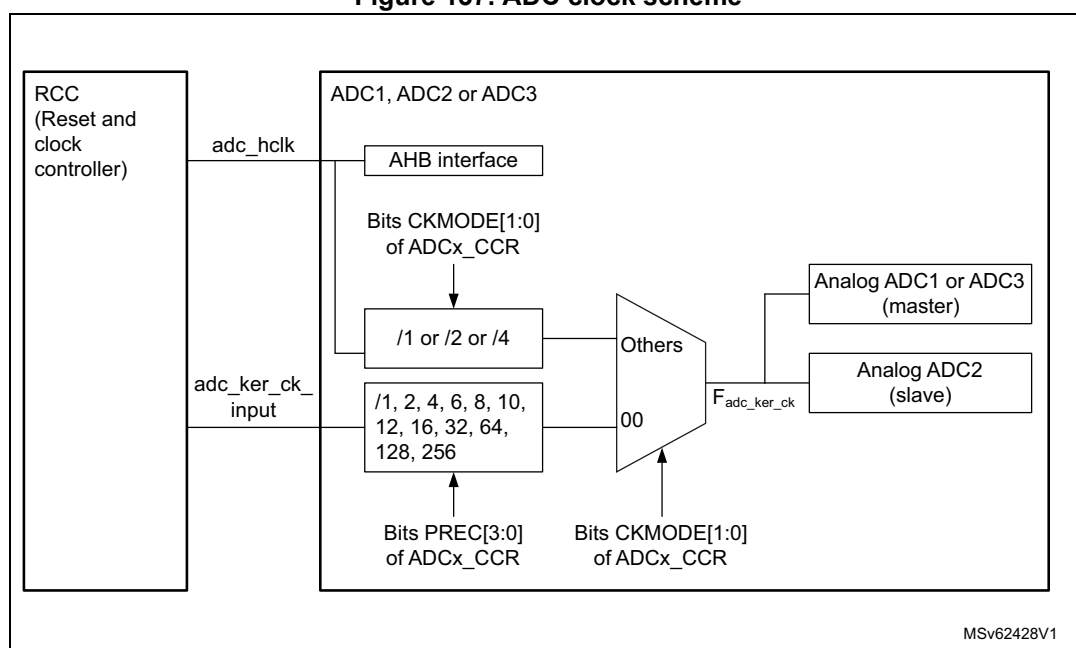 Figure 137. ADC clock scheme
RCC
(Reset and
clock
controller)
adc_hclk
adc_ker_ck_
input
ADC1, ADC2 or ADC3
AHB interface
Bits CKMODE[1:0]
of ADCx_CCR
/1 or /2 or /4
/1, 2, 4, 6, 8, 10,
12, 16, 32, 64,
128, 256
Bits PREC[3:0]
of ADCx_CCR
Others
00
Bits CKMODE[1:0]
of ADCx_CCR
Fadc_ker_ck
Analog ADC1 or ADC3
(master)
Analog ADC2
(slave)
MSv62428V1